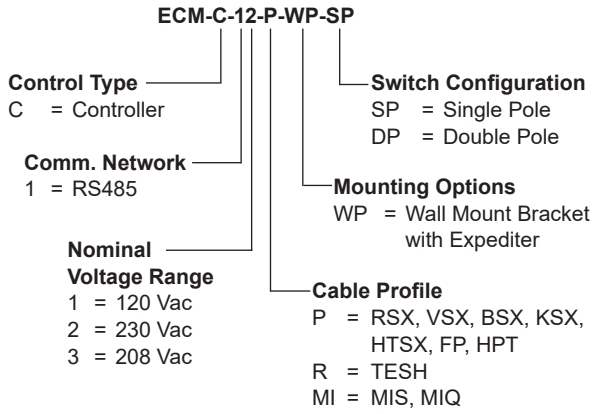 ECM-C-12-P-WP-SP
Control Type
C = Controller
Comm. Network
1 = RS485
Nominal
Voltage Range
1 = 120 Vac
2 = 230 Vac
3 = 208 Vac
Switch Configuration
SP = Single Pole
DP = Double Pole
Mounting Options
WP = Wall Mount Bracket
with Expediter
Cable Profile
P = RSX, VSX, BSX, KSX,
HTSX, FP, HPT
R = TESH
MI = MIS, MIQ